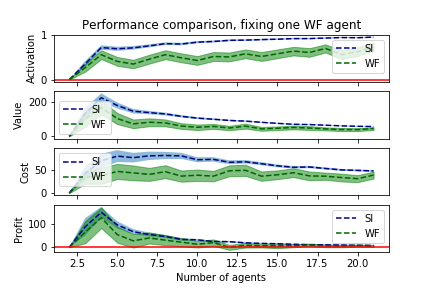 Performance comparison, fixing one WF agent
Activation
1
0
SI
WF
Value
200
0
SI
WF
Cost
50
0
SI
WF
Profit
100
0
SI
WF
2.5 5.0 7.5 10.0 12.5 15.0 17.5 20.0
Number of agents